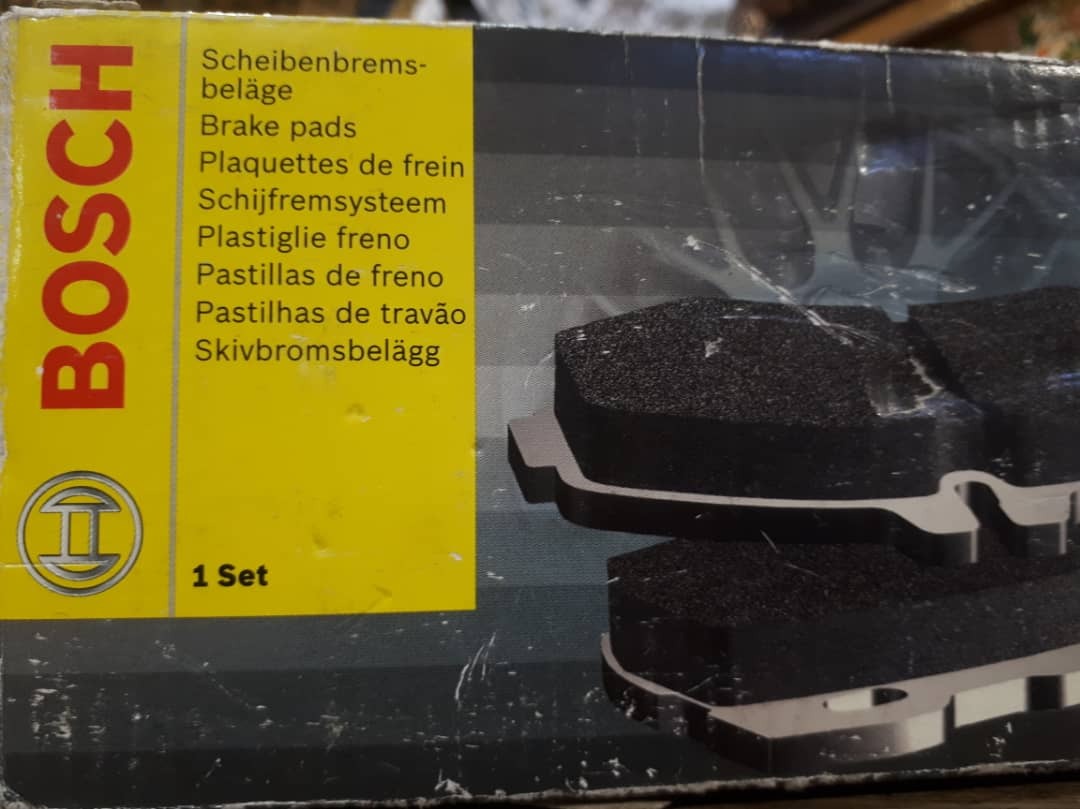 BOSCH
Scheibenbrems-
beläge
Brake pads
Plaquettes de frein
Schijfremsysteem
Plastiglie freno
Pastillas de freno
Pastilhas de travão
Skivbromsbelägg
1 Set